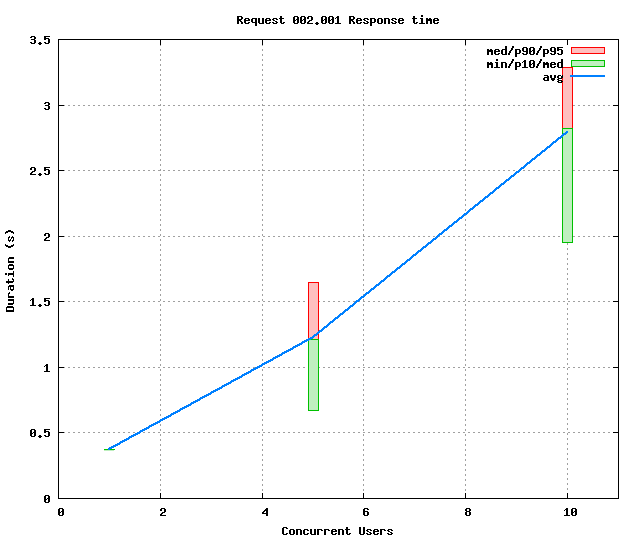 Request 002.001 Response time
med/p90/p95
min/p10/med
avg
3.5
3
2.5
2
1.5
1
0.5
0
0 2 4 6 8 10
Duration (s)
Concurrent Users